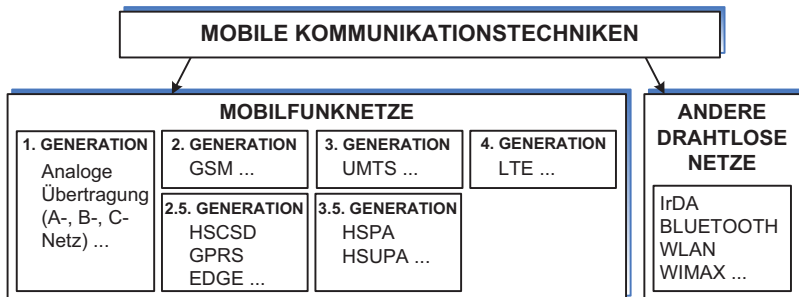 MOBILE KOMMUNIKATIONSTECHNIKEN
MOBILFUNKNETZE
1. GENERATION
Analoge
Übertragung
(A-, B-, C-
Netz) ...
2. GENERATION
GSM ...
3. GENERATION
UMTS ...
4. GENERATION
LTE ...
2.5. GENERATION
HSCSD
GPRS
EDGE ...
3.5. GENERATION
HSPA
HSUPA ...
ANDERE
DRAHTLOSE
NETZE
IrDA
BLUETOOTH
WLAN
WIMAX ...